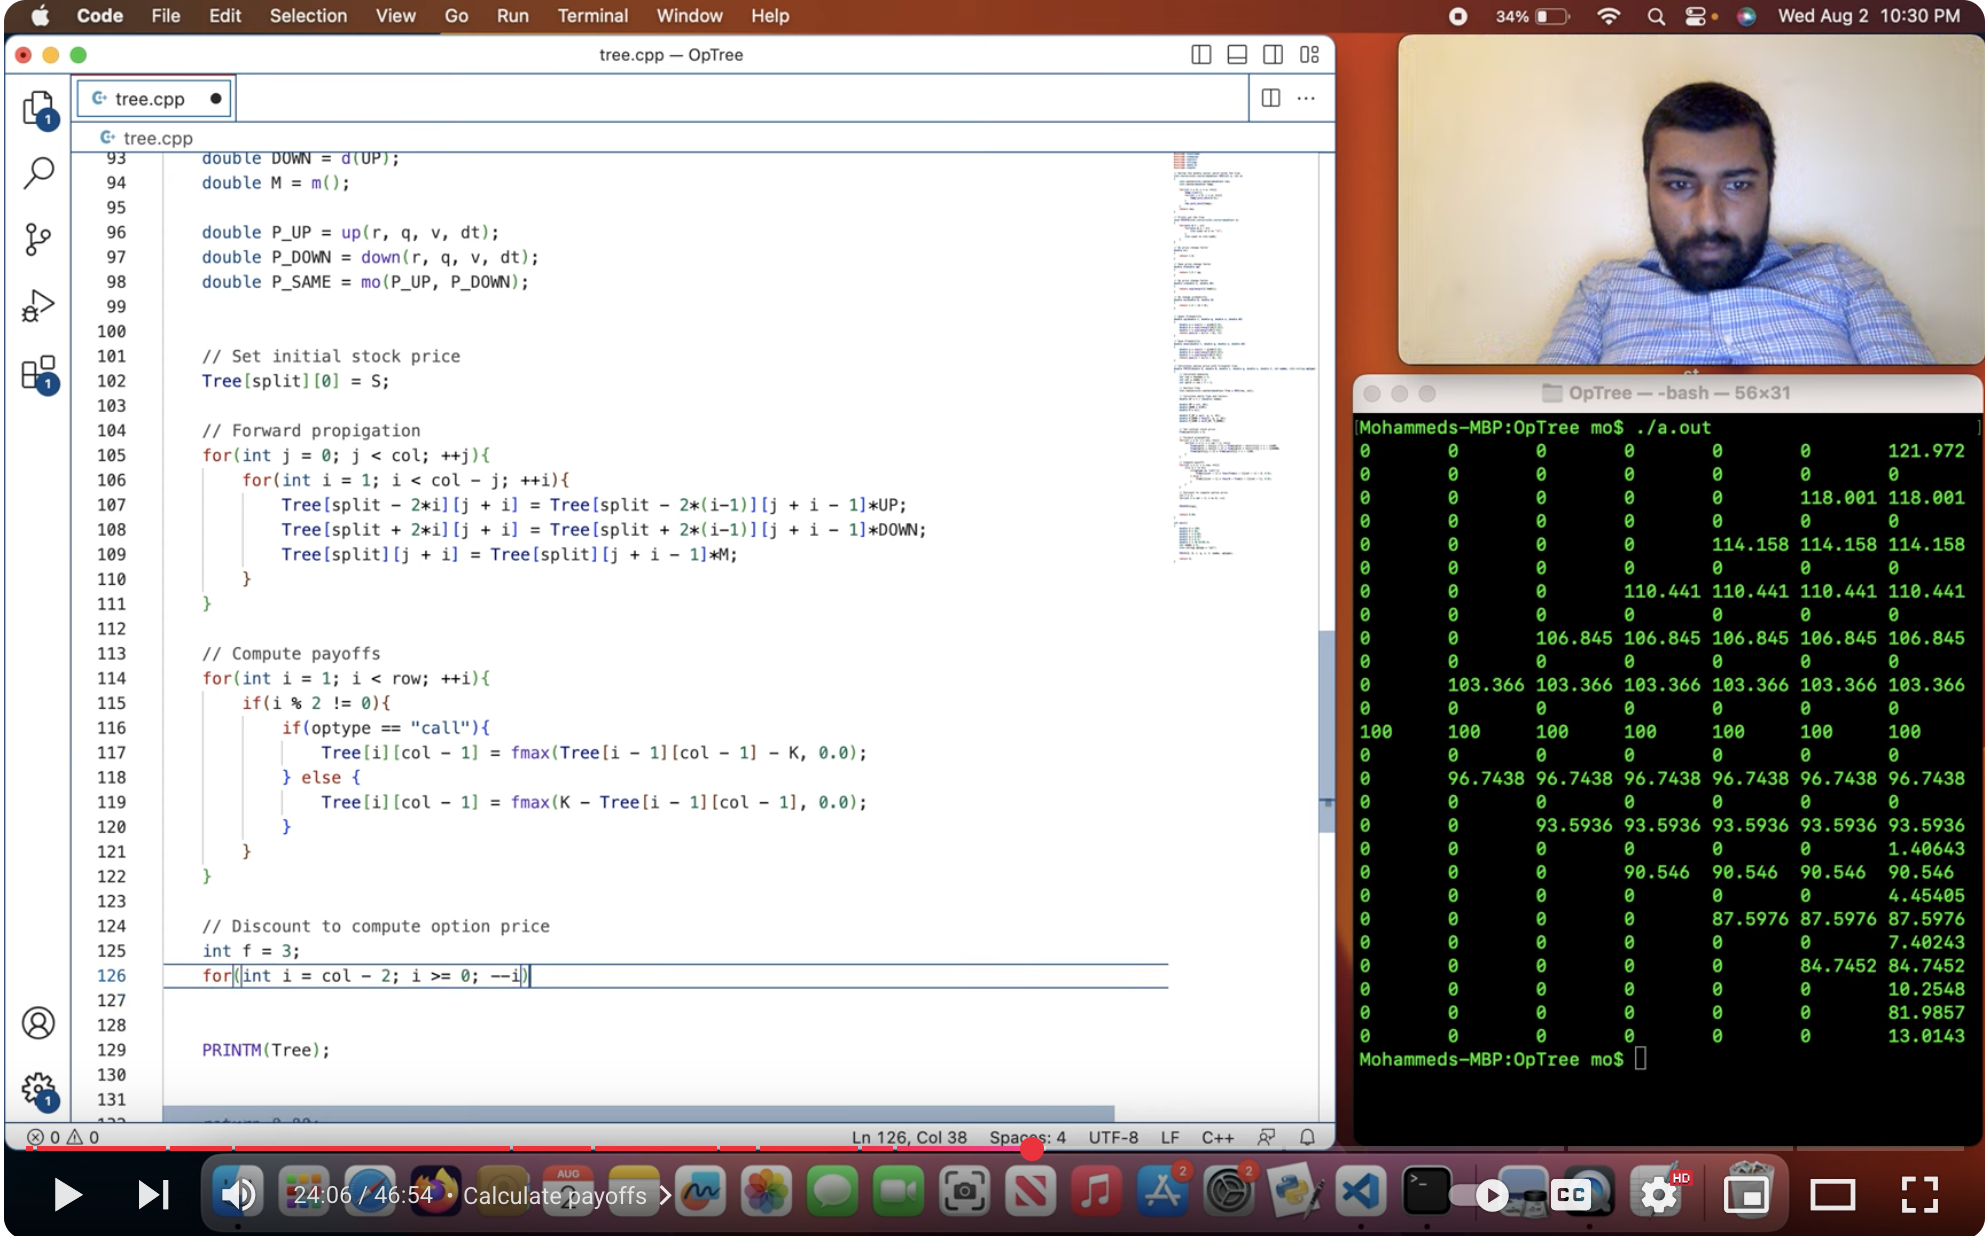 Code File Edit Selection View Go Run Terminal Window Help
34% Wed Aug 2 10:30 PM
tree.cpp — OpTree
tree.cpp
tree.cpp
93 double DOWN = d(UP);
94 double M = m();
95
96 double P_UP = up(r, q, v, dt);
97 double P_DOWN = down(r, q, v, dt);
98 double P_SAME = mo(P_UP, P_DOWN);
99
100
101 // Set initial stock price
102 Tree[split][0] = S;
103
104 // Forward propigation
105 for(int j = 0; j < col; ++j){
106 for(int i = 1; i < col - j; ++i){
107 Tree[split - 2*i][j + i] = Tree[split - 2*(i-1)][j + i - 1]*UP;
108 Tree[split + 2*i][j + i] = Tree[split + 2*(i-1)][j + i - 1]*DOWN;
109 Tree[split][j + i] = Tree[split][j + i - 1]*M;
110 }
111 }
112
113 // Compute payoffs
114 for(int i = 1; i < row; ++i){
115 if(i % 2 != 0){
116 if(optype == "call"){
117 Tree[i][col - 1] = fmax(Tree[i - 1][col - 1] - K, 0.0);
118 } else {
119 Tree[i][col - 1] = fmax(K - Tree[i - 1][col - 1], 0.0);
120 }
121 }
122 }
123
124 // Discount to compute option price
125 int f = 3;
126 for(int i = col - 2; i >= 0; --i)
127
128
129 PRINTM(Tree);
130
131
1
1
1
0 0
Ln 126, Col 38 Spaces: 4 UTF-8 LF C++
OpTree — -bash — 56×31
[Mohammeds-MBP:OpTree mo$ ./a.out ]
0 0 0 0 0 0 121.972
0 0 0 0 0 0 0
0 0 0 0 0 118.001 118.001
0 0 0 0 0 0 0
0 0 0 0 114.158 114.158 114.158
0 0 0 0 0 0 0
0 0 0 110.441 110.441 110.441 110.441
0 0 0 0 0 0 0
0 0 106.845 106.845 106.845 106.845 106.845
0 0 0 0 0 0 0
0 103.366 103.366 103.366 103.366 103.366 103.366
0 0 0 0 0 0 0
100 100 100 100 100 100 100
0 0 0 0 0 0 0
0 96.7438 96.7438 96.7438 96.7438 96.7438 96.7438
0 0 0 0 0 0 0
0 0 93.5936 93.5936 93.5936 93.5936 93.5936
0 0 0 0 0 0 1.40643
0 0 0 90.546 90.546 90.546 90.546
0 0 0 0 0 0 4.45405
0 0 0 0 87.5976 87.5976 87.5976
0 0 0 0 0 0 7.40243
0 0 0 0 0 84.7452 84.7452
0 0 0 0 0 0 10.2548
0 0 0 0 0 0 81.9857
0 0 0 0 0 0 13.0143
Mohammeds-MBP:OpTree mo$
24:06 / 46:54 • Calculate payoffs
AUG
2
2
CC
HD